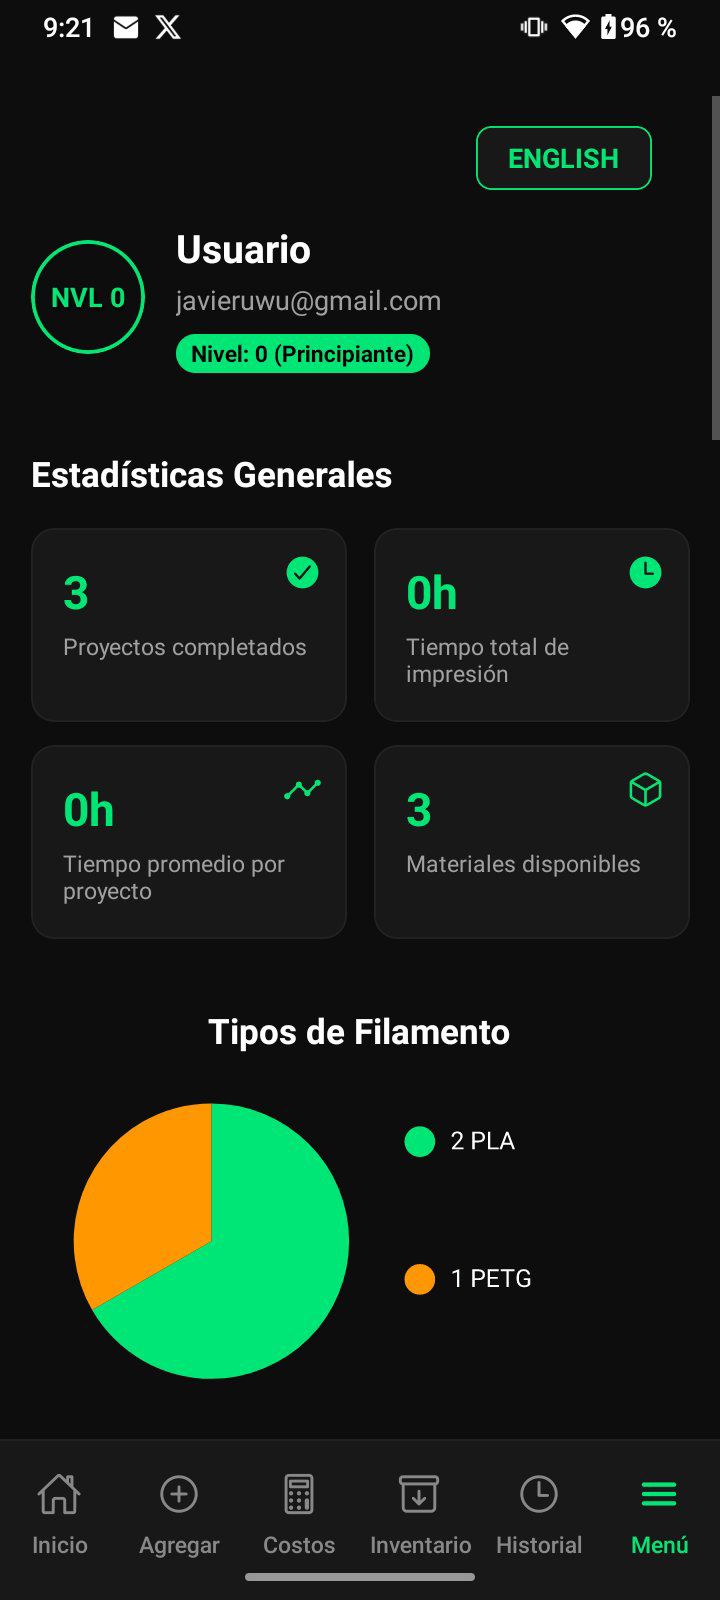 9:21
96 %
ENGLISH
NVL 0
Usuario
javieruwu@gmail.com
Nivel: 0 (Principiante)
Estadísticas Generales
3
Proyectos completados
0h
Tiempo total de
impresión
0h
Tiempo promedio por
proyecto
3
Materiales disponibles
Tipos de Filamento
2 PLA
1 PETG
Inicio
Agregar
Costos
Inventario
Historial
Menú